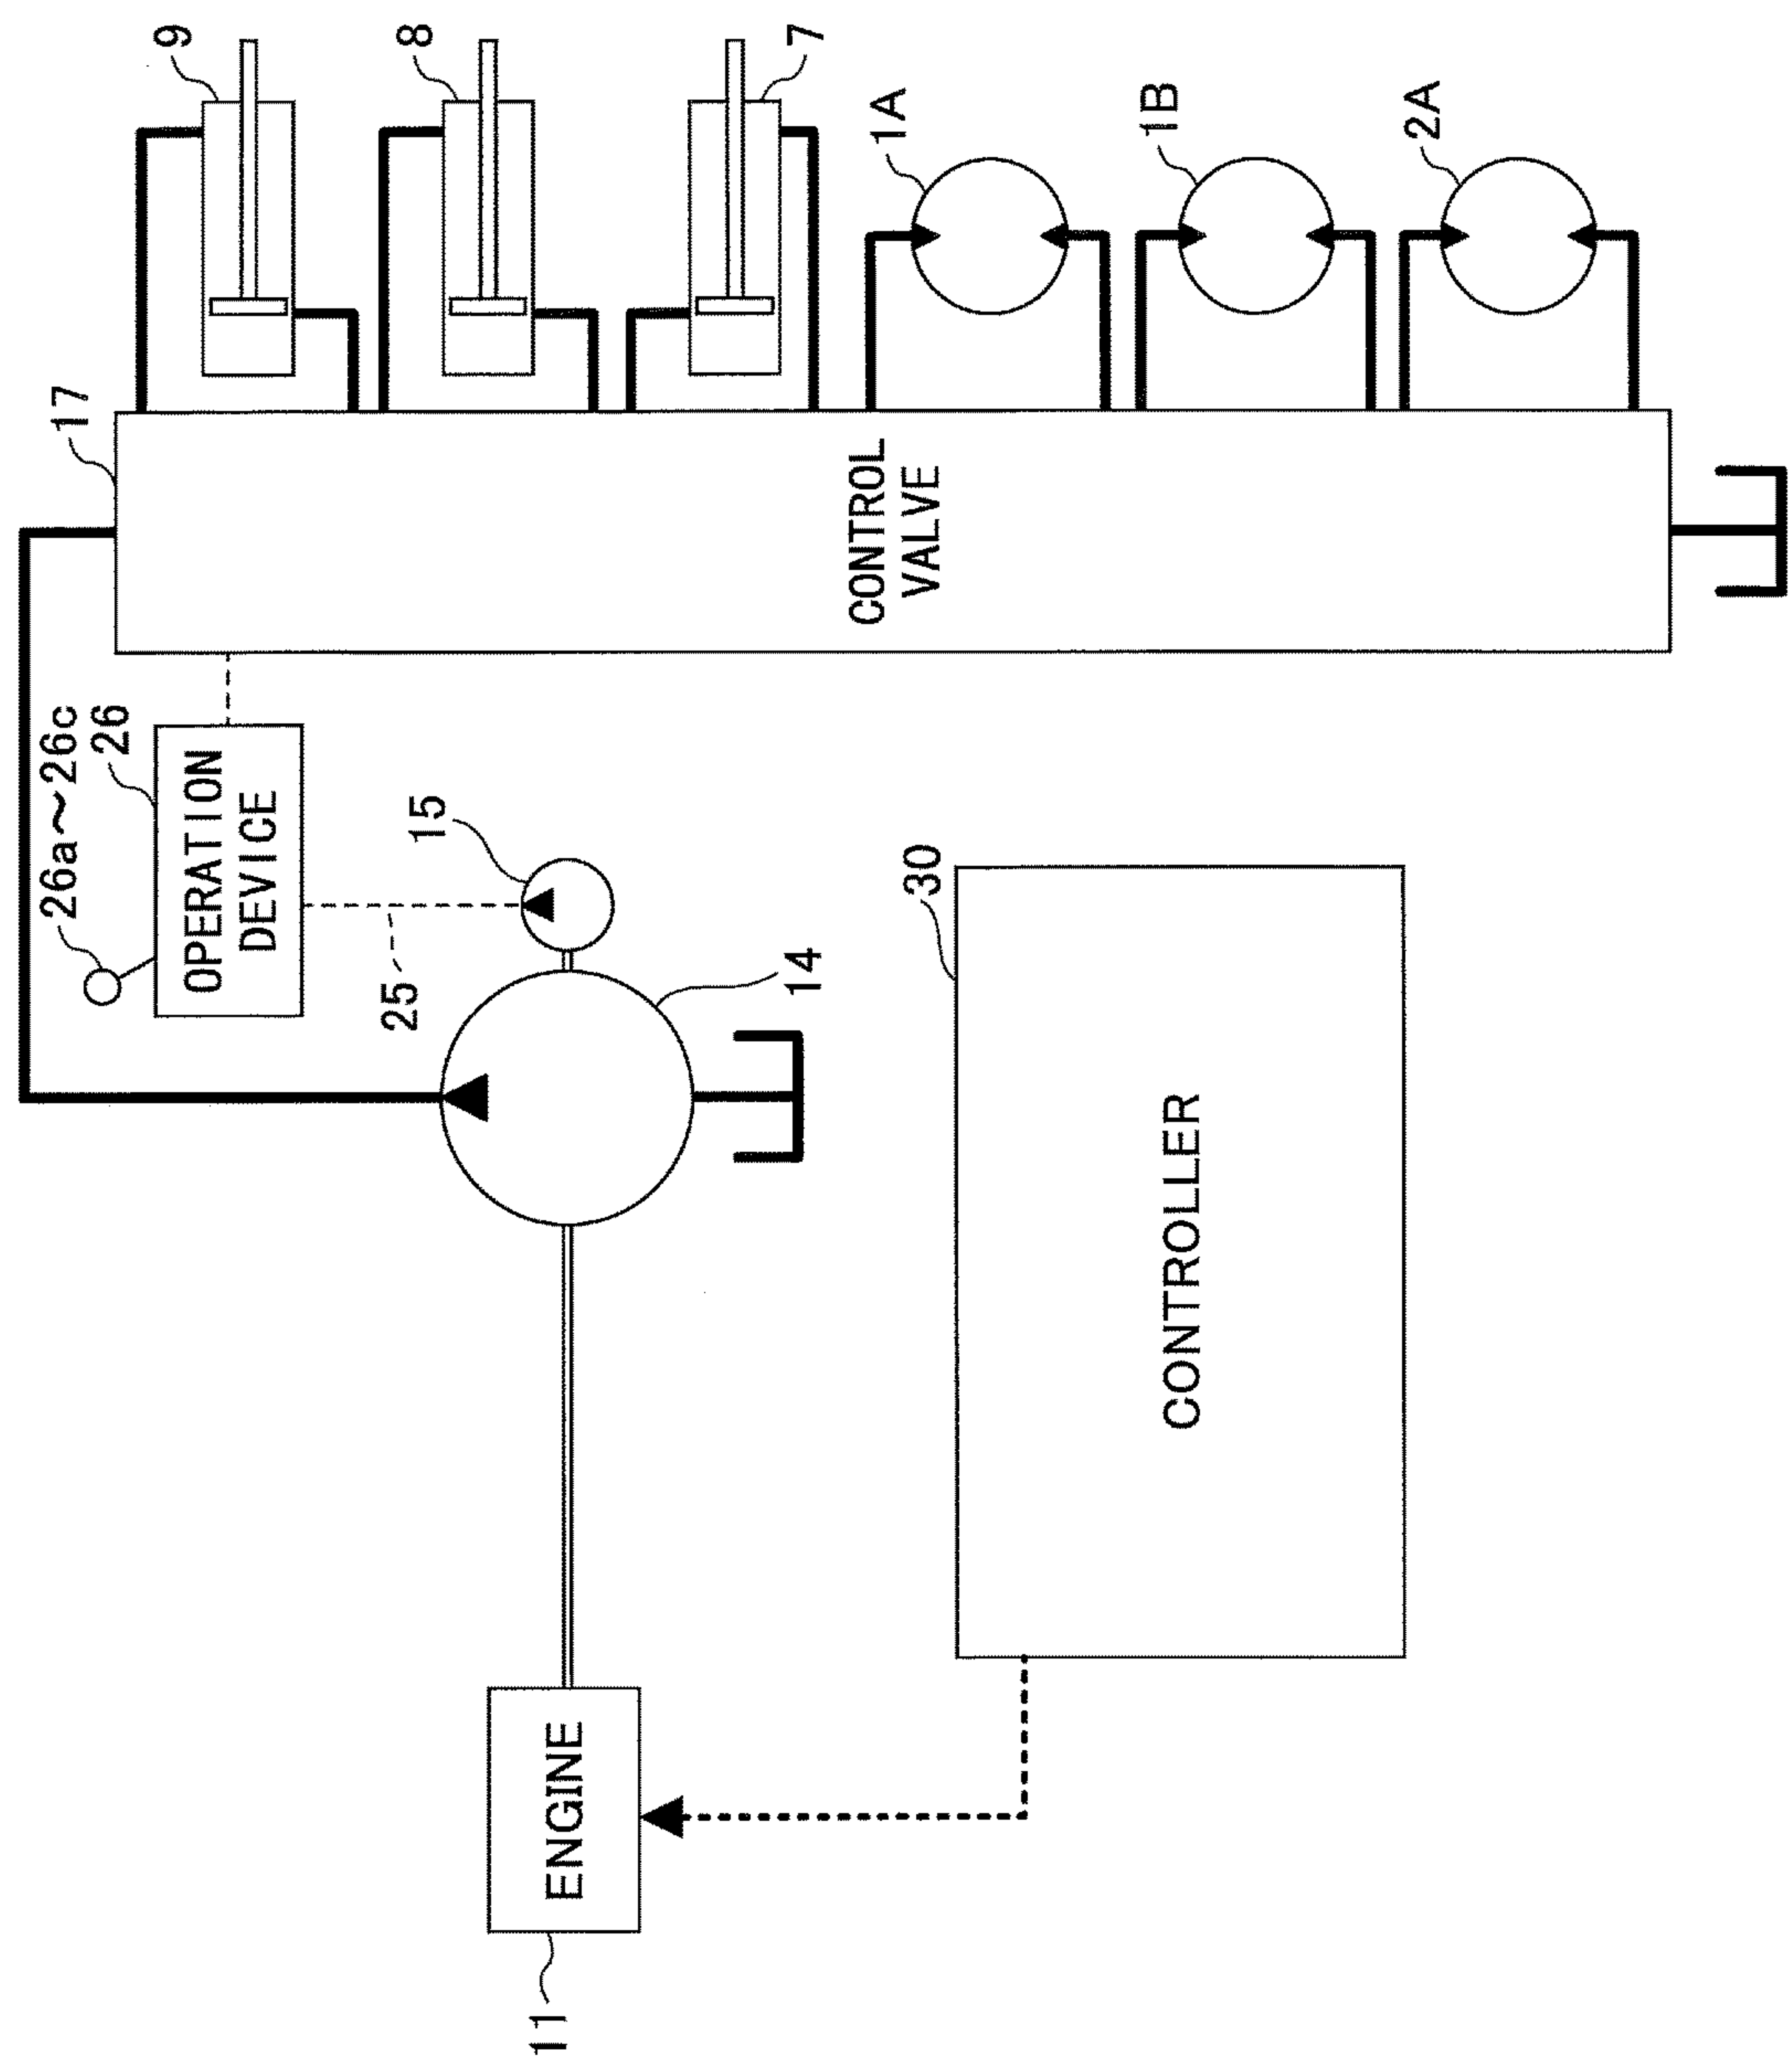 26a～26c
17
26
9
OPERATION
DEVICE
25
8
15
11
ENGINE
14
7
CONTROL
VALVE
1A
30
1B
CONTROLLER
2A